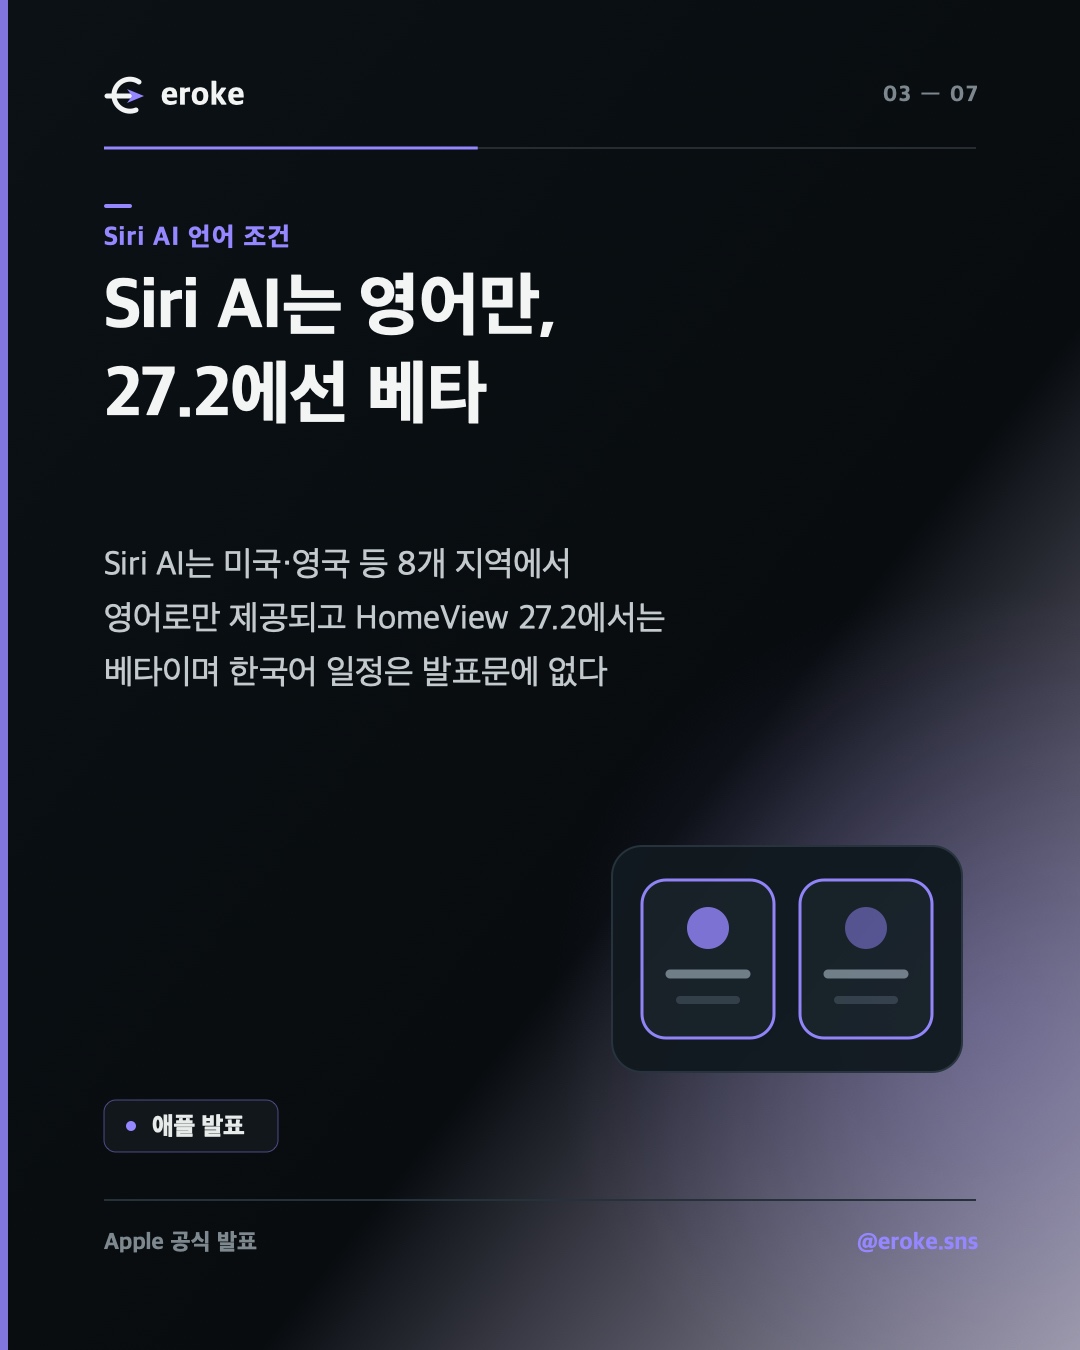 eroke
03 — 07
Siri AI 언어 조건
Siri AI는 영어만,
27.2에선 베타
Siri AI는 미국·영국 등 8개 지역에서
영어로만 제공되고 HomeView 27.2에서는
베타이며 한국어 일정은 발표문에 없다
애플 발표
Apple 공식 발표
@eroke.sns